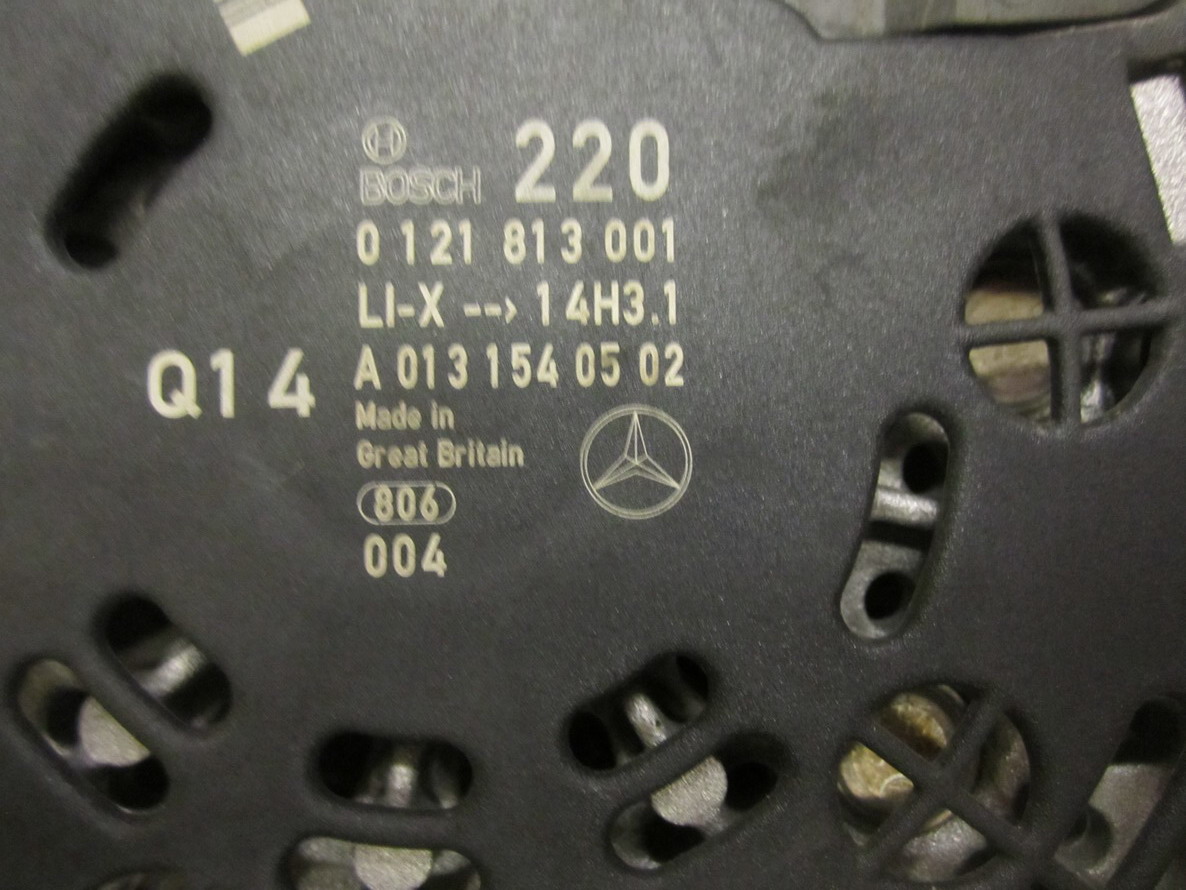 BOSCH 220
0 121 813 001
LI-X --> 14H3.1
A 013 154 05 02
Q14
Made in
Great Britain
806
004